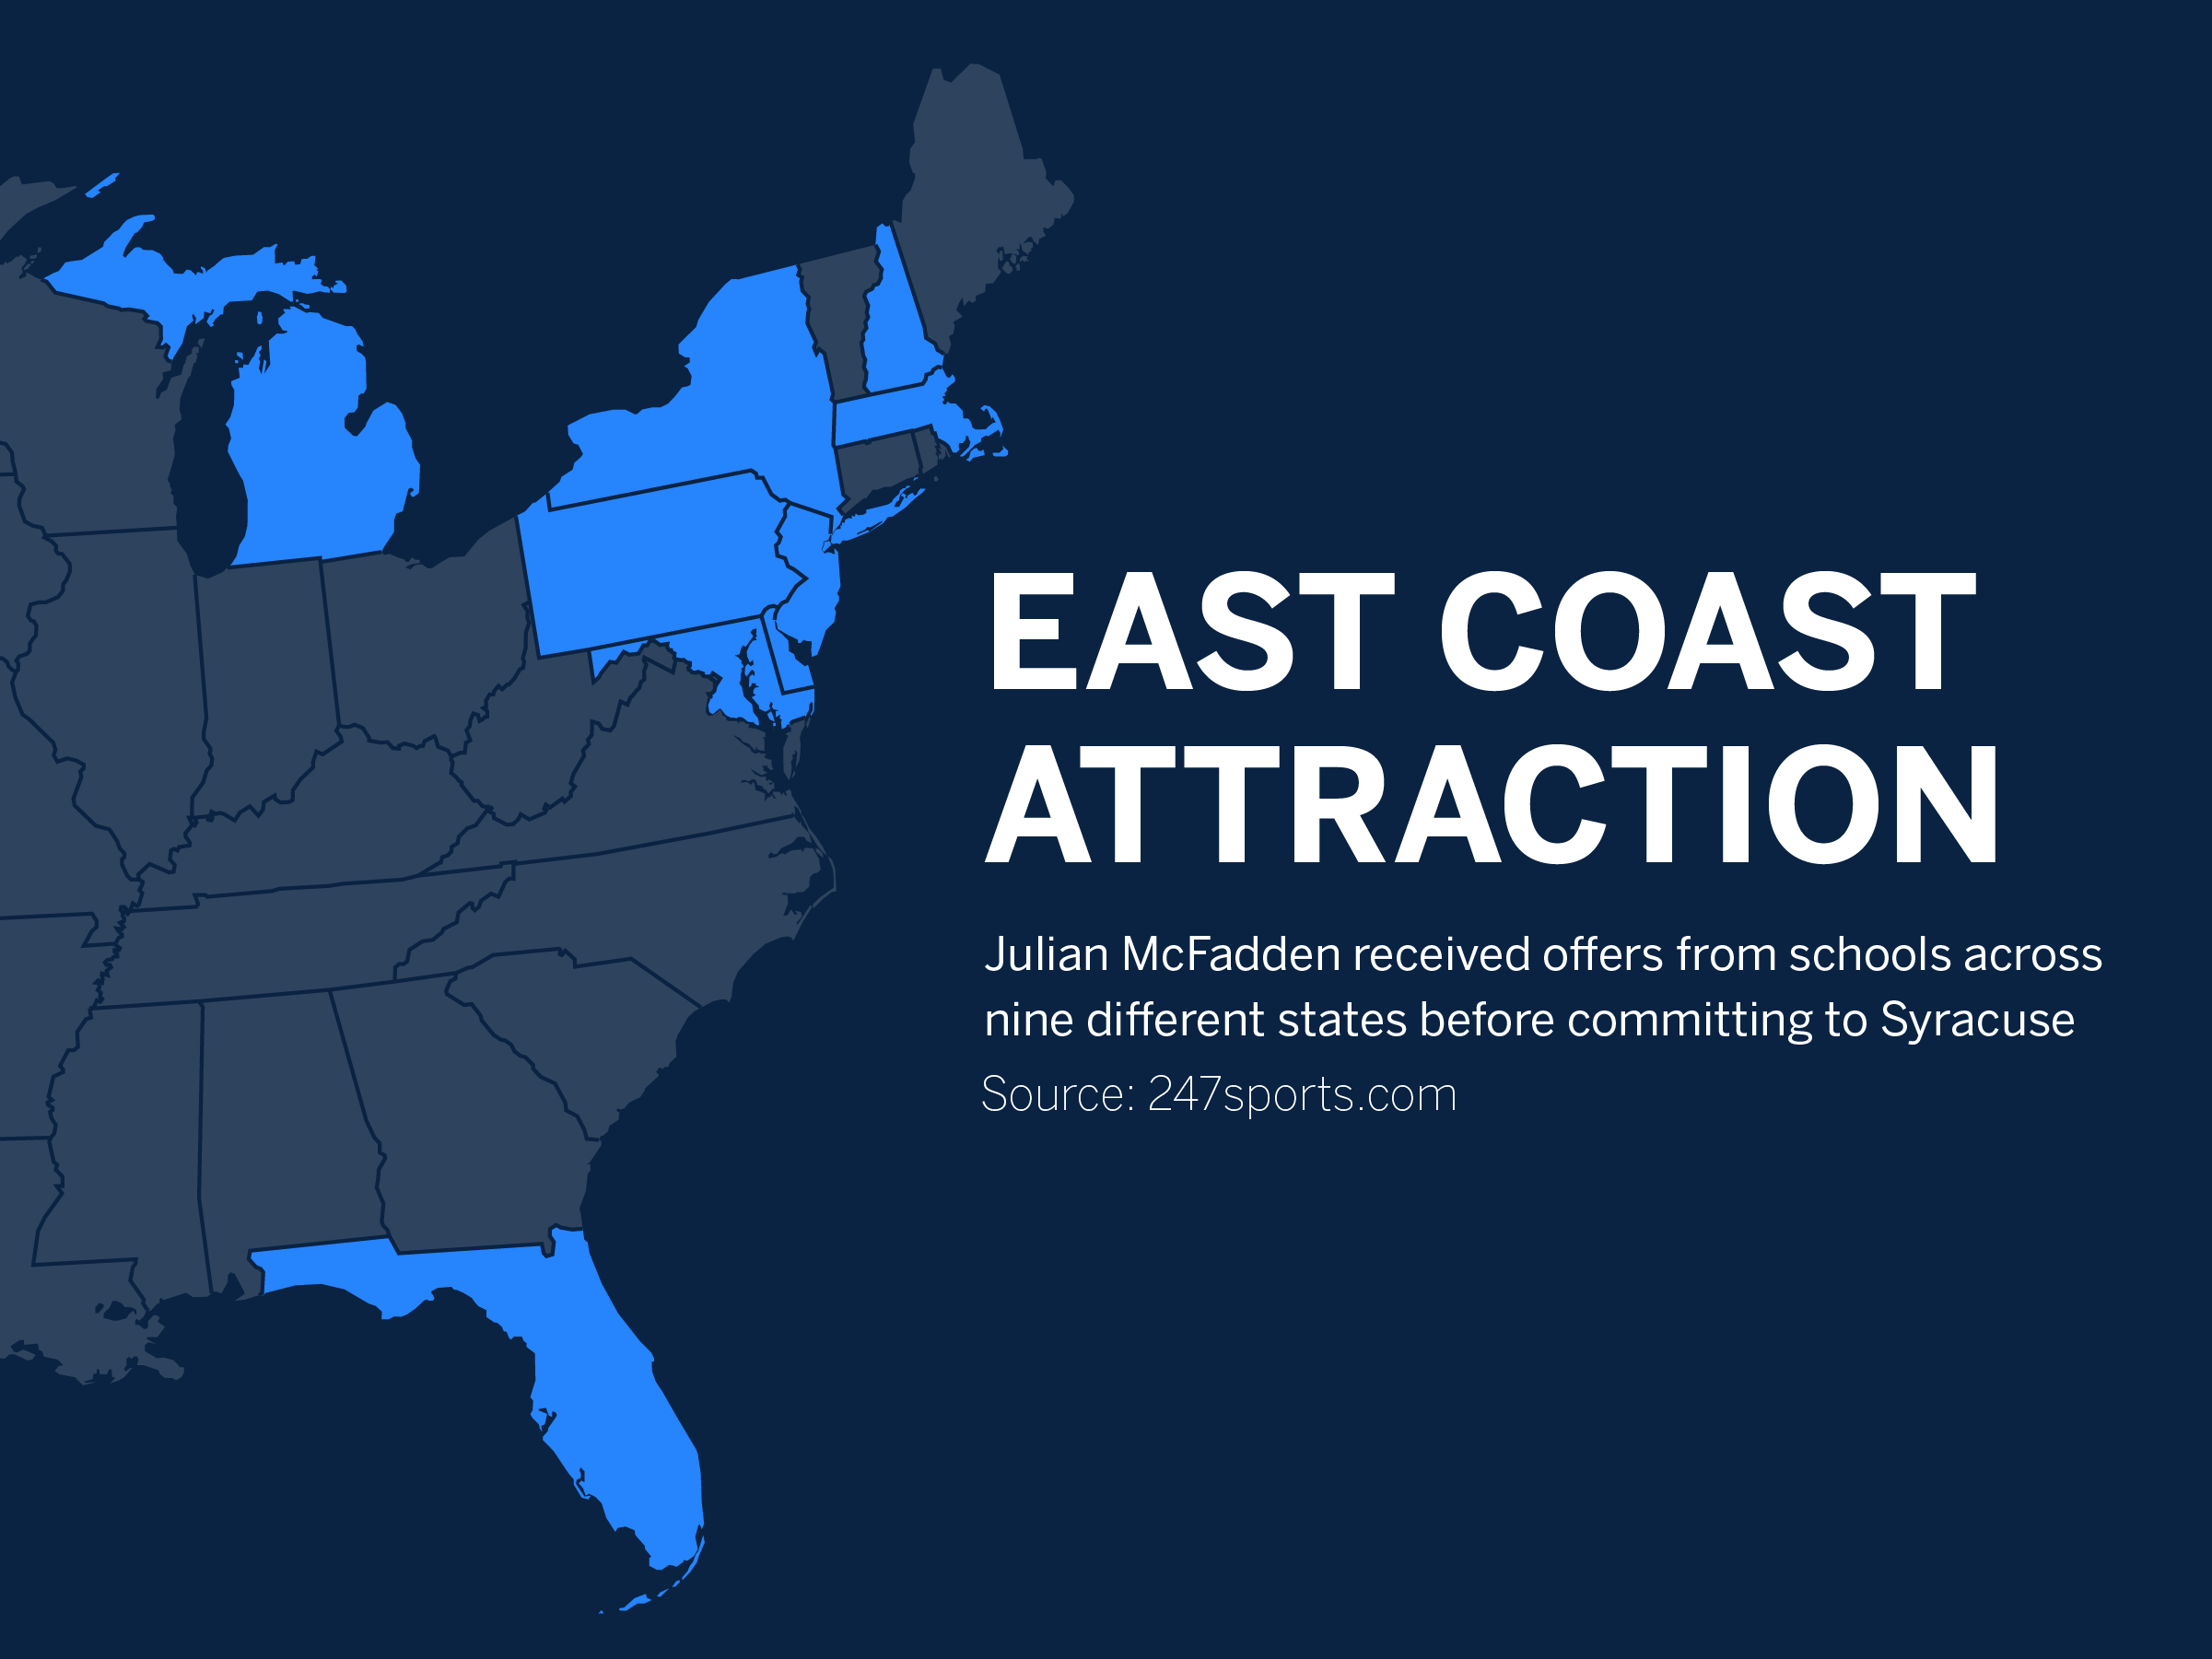 EAST COAST
ATTRACTION
Julian McFadden received offers from schools across
nine different states before committing to Syracuse
Source: 247sports.com